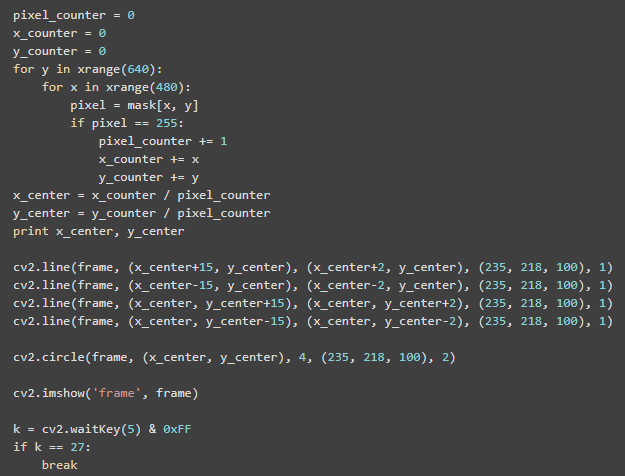 pixel_counter = 0
x_counter = 0
y_counter = 0
for y in xrange(640):
    for x in xrange(480):
        pixel = mask[x, y]
        if pixel == 255:
            pixel_counter += 1
            x_counter += x
            y_counter += y
x_center = x_counter / pixel_counter
y_center = y_counter / pixel_counter
print x_center, y_center

cv2.line(frame, (x_center+15, y_center), (x_center+2, y_center), (235, 218, 100), 1)
cv2.line(frame, (x_center-15, y_center), (x_center-2, y_center), (235, 218, 100), 1)
cv2.line(frame, (x_center, y_center+15), (x_center, y_center+2), (235, 218, 100), 1)
cv2.line(frame, (x_center, y_center-15), (x_center, y_center-2), (235, 218, 100), 1)

cv2.circle(frame, (x_center, y_center), 4, (235, 218, 100), 2)

cv2.imshow('frame', frame)

k = cv2.waitKey(5) & 0xFF
if k == 27:
    break